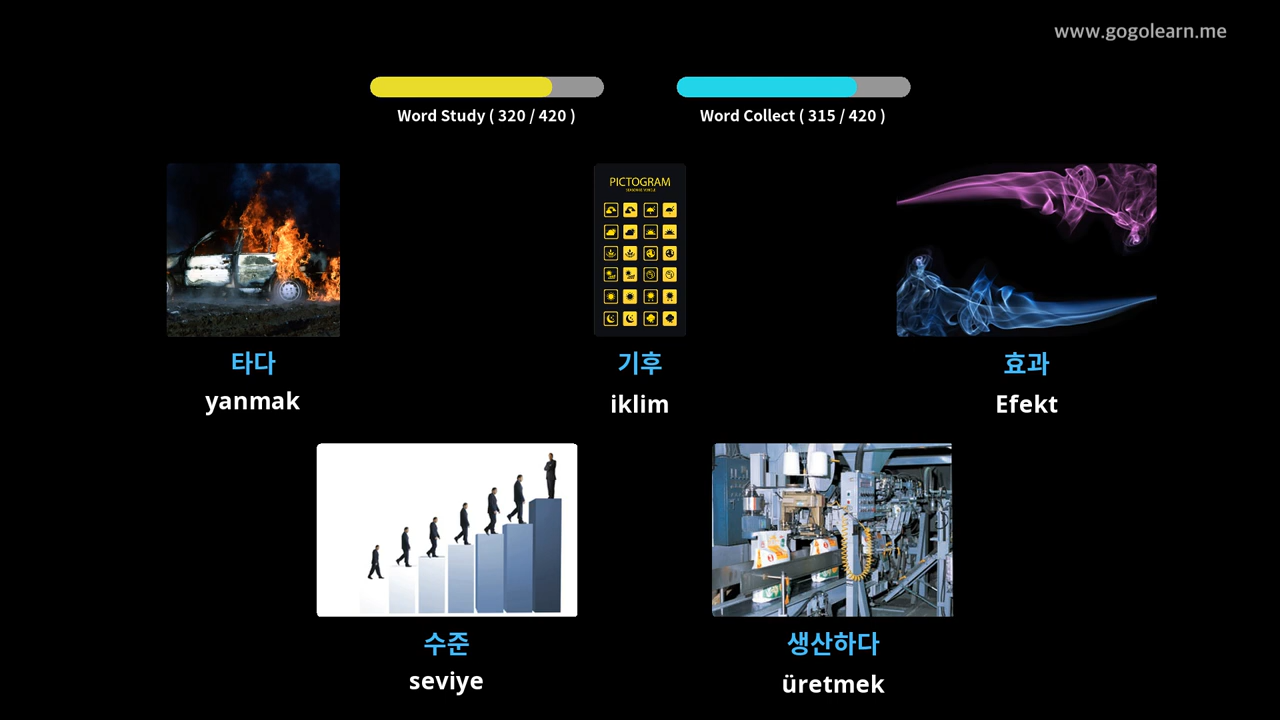 www.gogolearn.me
Word Study ( 320 / 420 )
Word Collect ( 315 / 420 )
PICTOGRAM
타다
yanmak
기후
iklim
효과
Efekt
수준
seviye
생산하다
üretmek